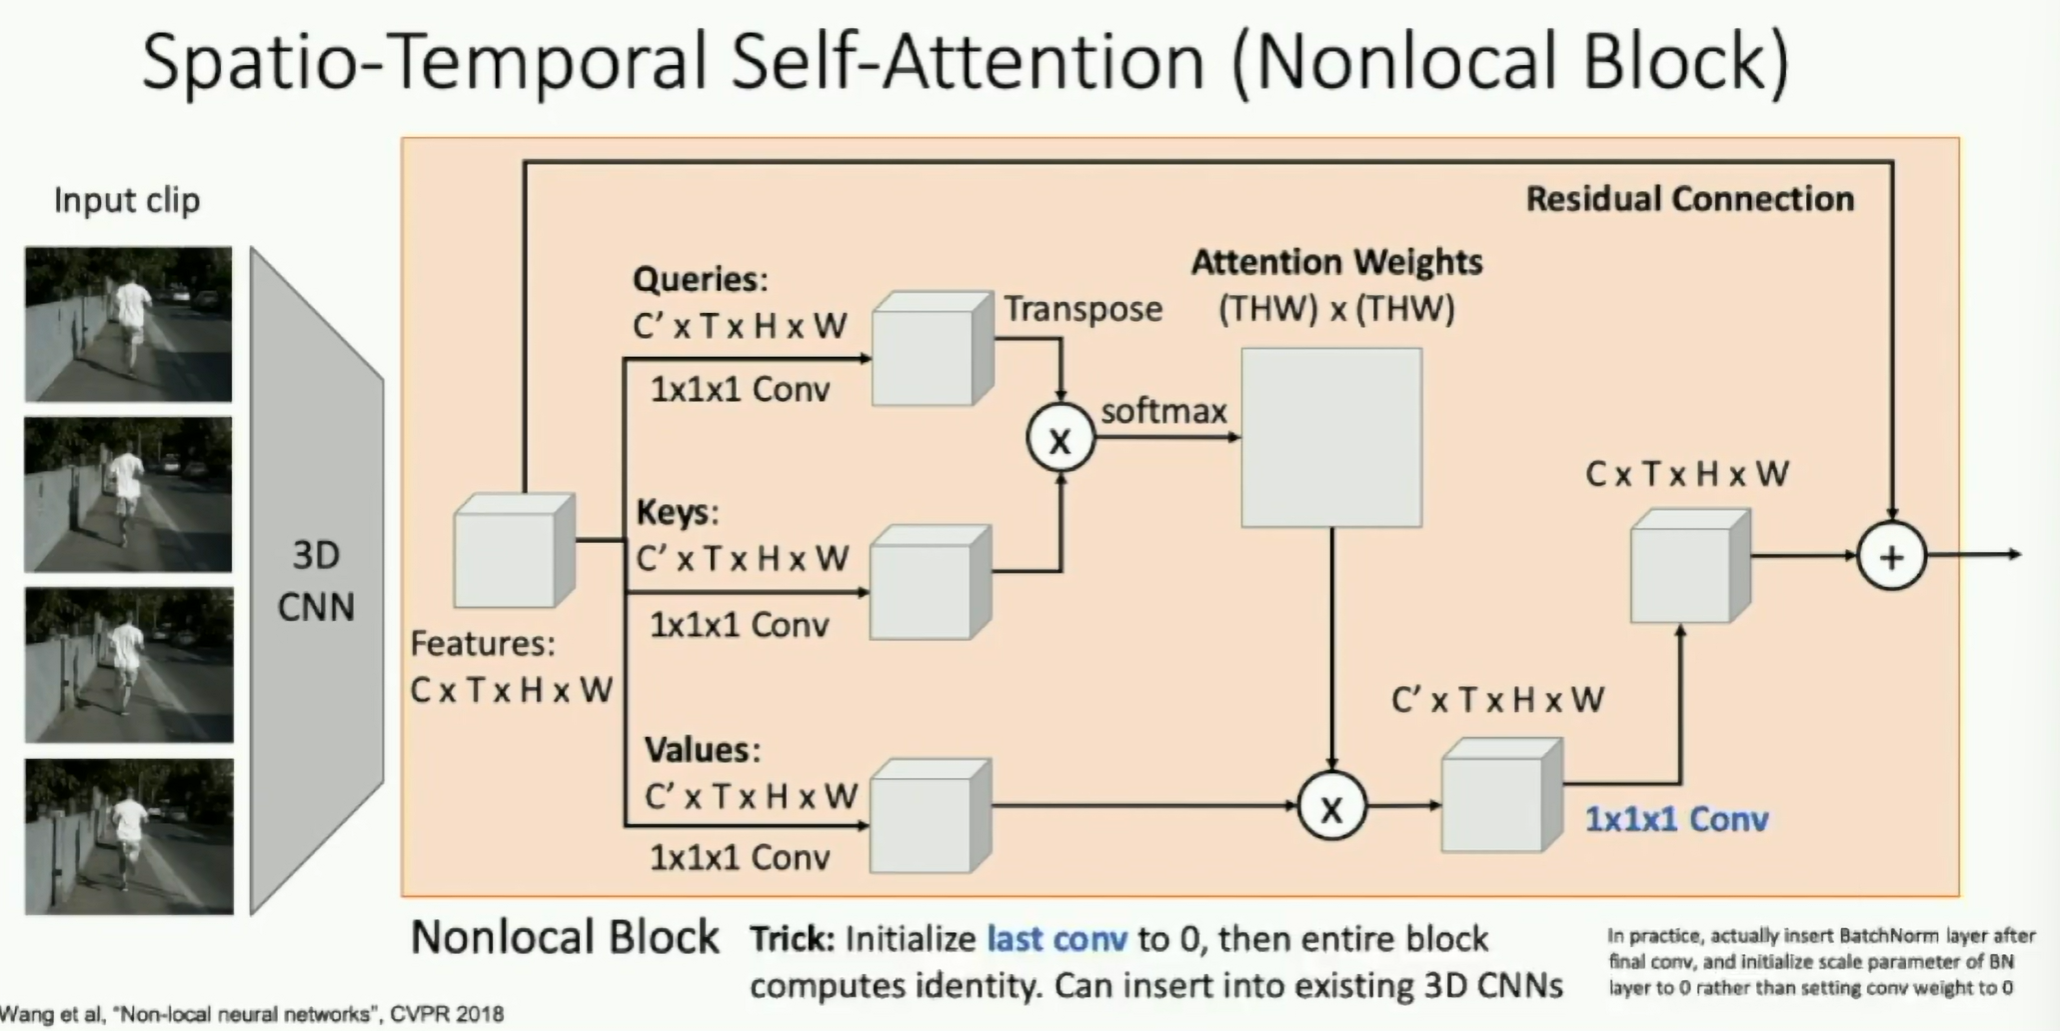 Spatio-Temporal Self-Attention (Nonlocal Block)
Input clip
3D
CNN
Features:
C x T x H x W
Queries:
C′ x T x H x W
1x1x1 Conv
Keys:
C′ x T x H x W
1x1x1 Conv
Values:
C′ x T x H x W
1x1x1 Conv
Transpose
X
softmax
Attention Weights
(THW) x (THW)
Residual Connection
X
C′ x T x H x W
1x1x1 Conv
C x T x H x W
+
Nonlocal Block
Trick: Initialize last conv to 0, then entire block
computes identity. Can insert into existing 3D CNNs
In practice, actually insert BatchNorm layer after
final conv, and initialize scale parameter of BN
layer to 0 rather than setting conv weight to 0
Wang et al, "Non-local neural networks", CVPR 2018